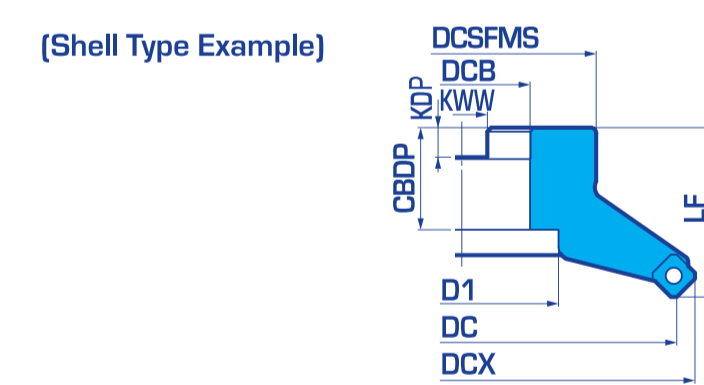 (Shell Type Example)
DCSFMS
DCB
KDP
KWW
CBDP
LF
D1
DC
DCX